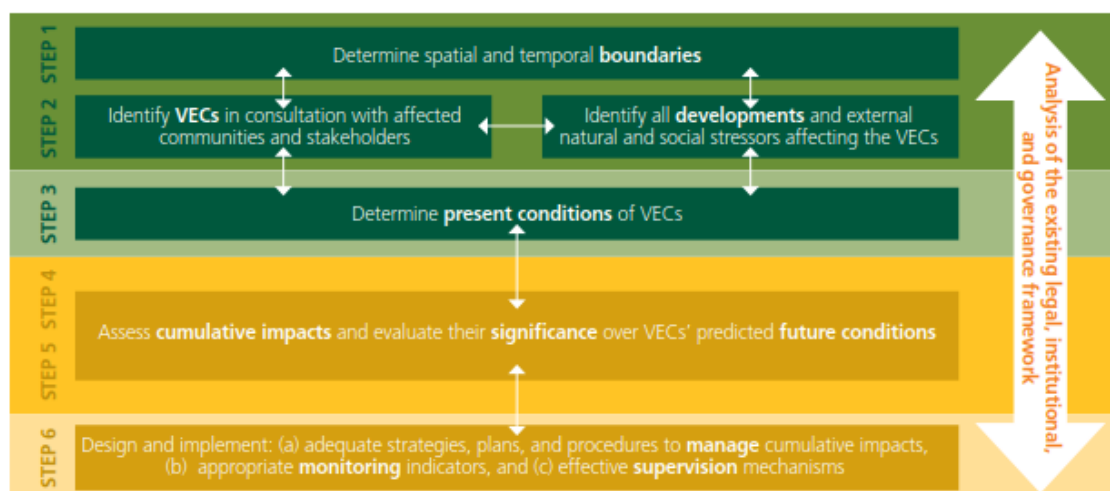 STEP 1
Determine spatial and temporal boundaries
STEP 2
Identify VECs in consultation with affected
communities and stakeholders
Identify all developments and external
natural and social stressors affecting the VECs
STEP 3
Determine present conditions of VECs
STEP 4
STEP 5
Assess cumulative impacts and evaluate their significance over VECs' predicted future conditions
STEP 6
Design and implement: (a) adequate strategies, plans, and procedures to manage cumulative impacts,
(b) appropriate monitoring indicators, and (c) effective supervision mechanisms
Analysis of the existing legal, institutional,
and governance framework